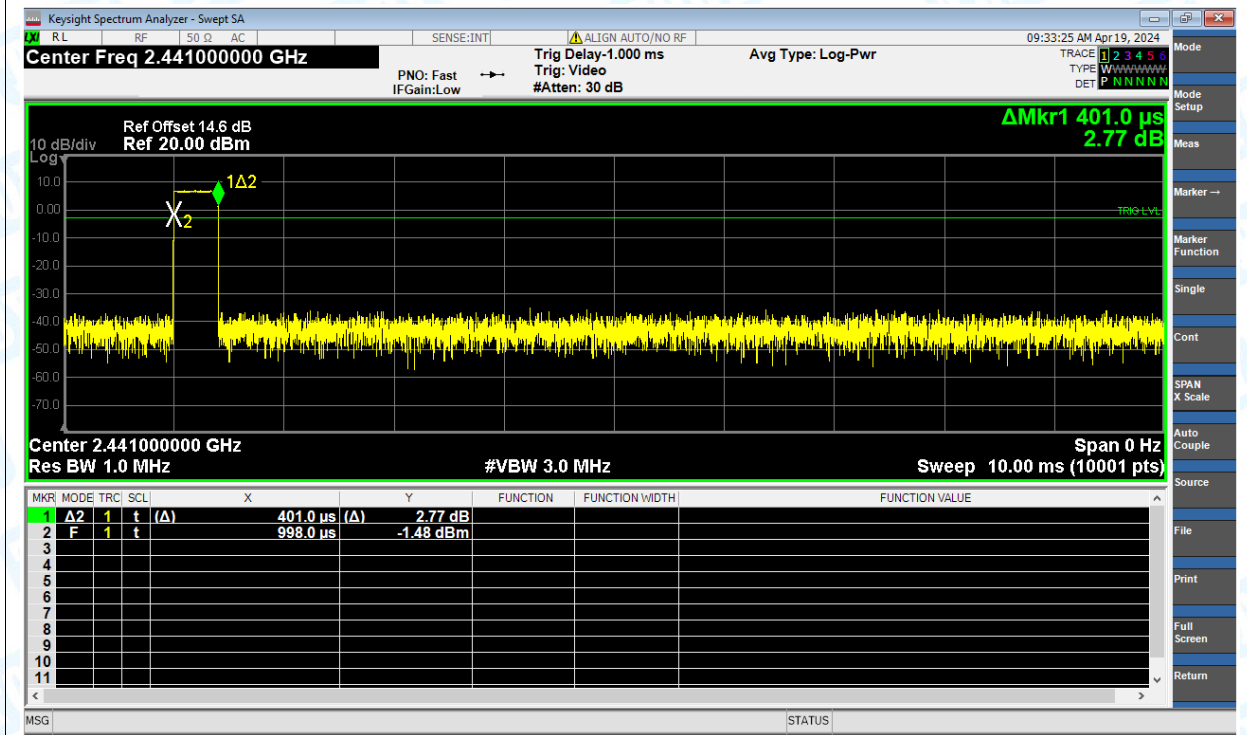 Keysight Spectrum Analyzer - Swept SA
LXI RL RF 50 Ω AC SENSE:INT ALIGN AUTO/NO RF 09:33:25 AM Apr 19, 2024
Center Freq 2.441000000 GHz
PNO: Fast
IFGain:Low
Trig Delay-1.000 ms
Trig: Video
#Atten: 30 dB
Avg Type: Log-Pwr
TRACE 1 2 3 4 5 6
TYPE WWWWWW
DET P N N N N N
ΔMkr1 401.0 µs
2.77 dB
Ref Offset 14.6 dB
10 dB/div Ref 20.00 dBm
Log
10.0
0.00
-10.0
-20.0
-30.0
-40.0
-50.0
-60.0
-70.0
1Δ2
2
TRIG LVL
Center 2.441000000 GHz Span 0 Hz
Res BW 1.0 MHz #VBW 3.0 MHz Sweep 10.00 ms (10001 pts)
MKR MODE TRC SCL X Y FUNCTION FUNCTION WIDTH FUNCTION VALUE
1 Δ2 1 t (Δ) 401.0 µs (Δ) 2.77 dB
2 F 1 t 998.0 µs -1.48 dBm
3
4
5
6
7
8
9
10
11
MSG STATUS
Mode
Mode
Setup
Meas
Marker →
Marker
Function
Single
Cont
SPAN
X Scale
Auto
Couple
Source
File
Print
Full
Screen
Return